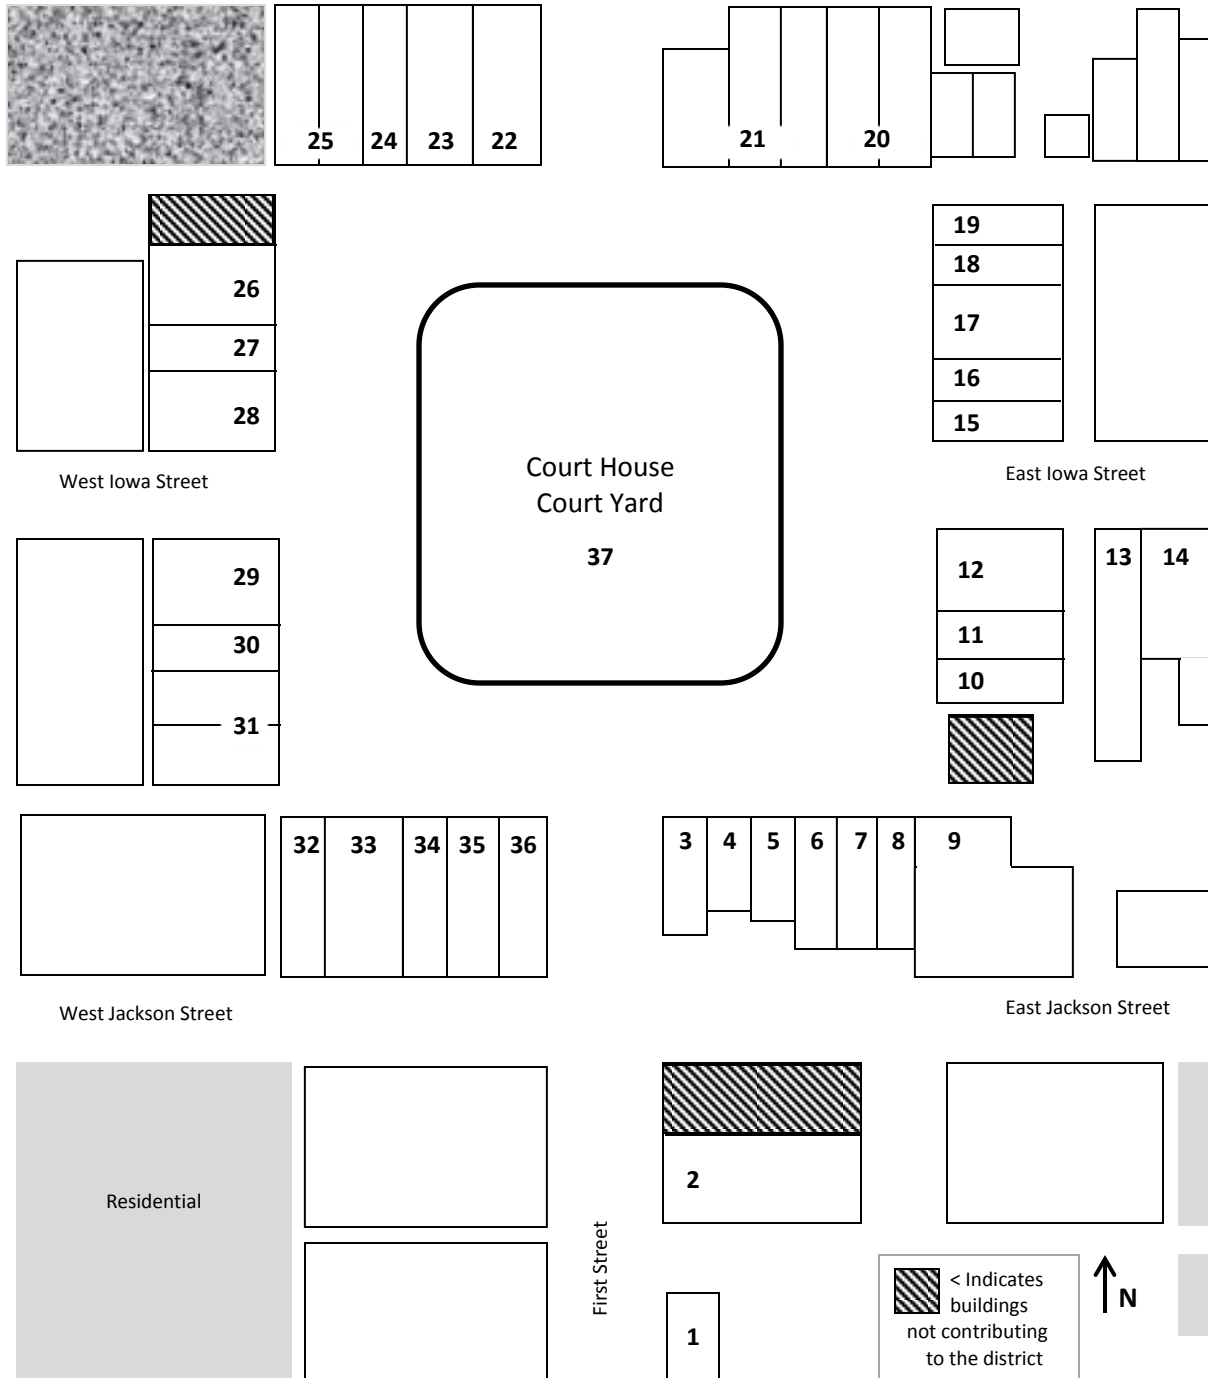 25 24 23 22
21 20
19
18
26
17
27
16
28
15
Court House
Court Yard
37
West Iowa Street
East Iowa Street
29
12
13 14
30
11
10
31
32 33 34 35 36
3 4 5 6 7 8 9
West Jackson Street
East Jackson Street
2
Residential
First Street
< Indicates
buildings
not contributing
to the district
N
1